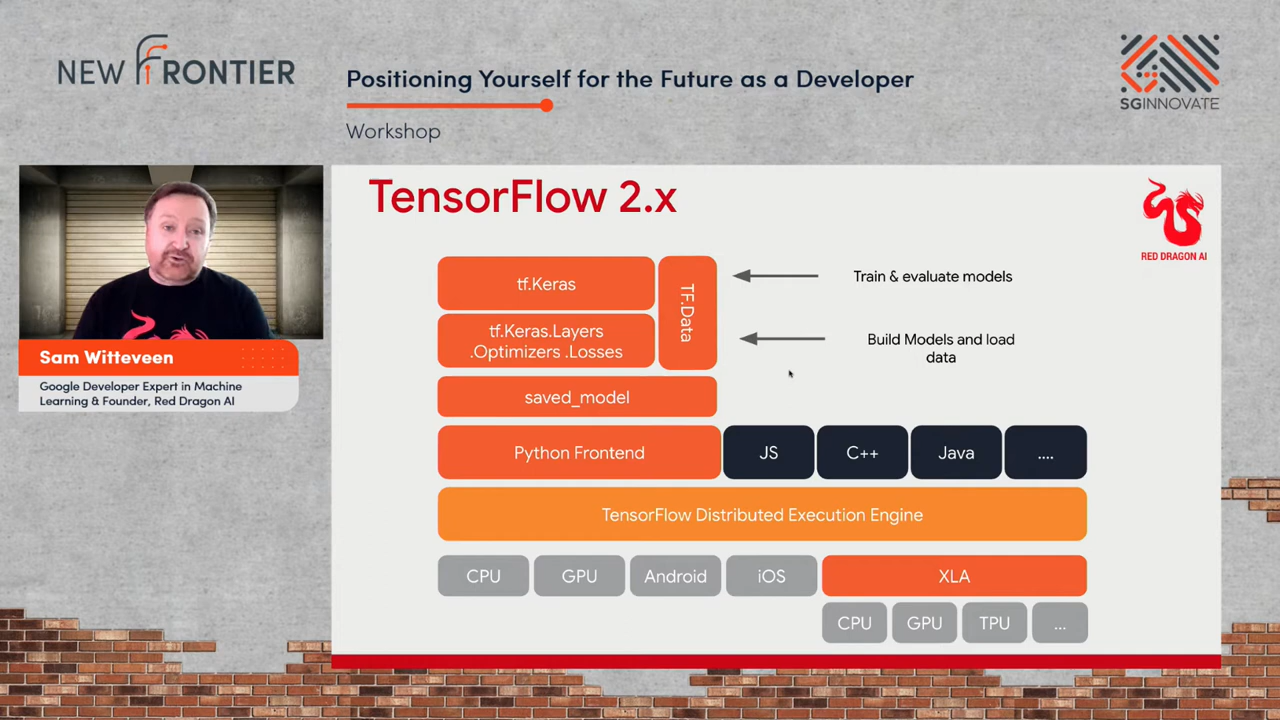 NEW FRONTIER
Positioning Yourself for the Future as a Developer
Workshop
SGINNOVATE
Sam Witteveen
Google Developer Expert in Machine
Learning & Founder, Red Dragon AI
TensorFlow 2.x
RED DRAGON AI
tf.Keras
TF.Data
Train & evaluate models
tf.Keras.Layers
.Optimizers .Losses
Build Models and load
data
saved_model
Python Frontend
JS
C++
Java
....
TensorFlow Distributed Execution Engine
CPU
GPU
Android
iOS
XLA
CPU
GPU
TPU
...